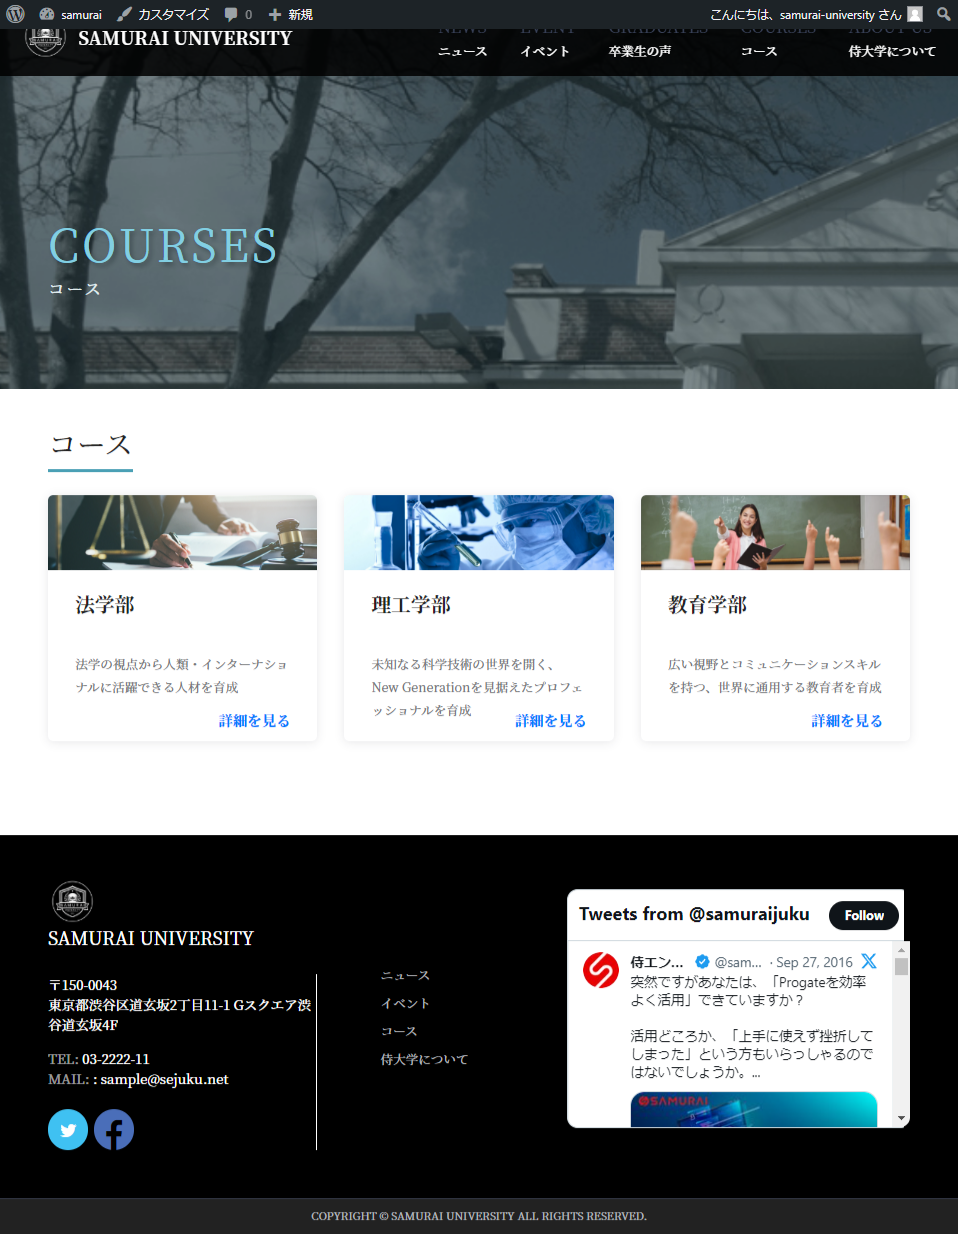 samurai カスタマイズ 0 新規 こんにちは、samurai-university さん
SAMURAI UNIVERSITY
NEWS EVENT GRADUATES COURSES ABOUT US
ニュース イベント 卒業生の声 コース 侍大学について
COURSES
コース
コース
法学部
法学の視点から人類・インターナショ
ナルに活躍できる人材を育成
詳細を見る
理工学部
未知なる科学技術の世界を開く、
New Generationを見据えたプロフェ
ッショナルを育成
詳細を見る
教育学部
広い視野とコミュニケーションスキル
を持つ、世界に通用する教育者を育成
詳細を見る
SAMURAI UNIVERSITY
〒150-0043
東京都渋谷区道玄坂2丁目11-1 Gスクエア渋
谷道玄坂4F
TEL: 03-2222-11
MAIL: : sample@sejuku.net
ニュース
イベント
コース
侍大学について
Tweets from @samuraijuku
Follow
侍エン... @sam... · Sep 27, 2016
突然ですがあなたは、「Progateを効率
よく活用」できていますか？
活用どころか、「上手に使えず挫折して
しまった」という方もいらっしゃるので
はないでしょうか。...
SAMURAI
COPYRIGHT © SAMURAI UNIVERSITY ALL RIGHTS RESERVED.